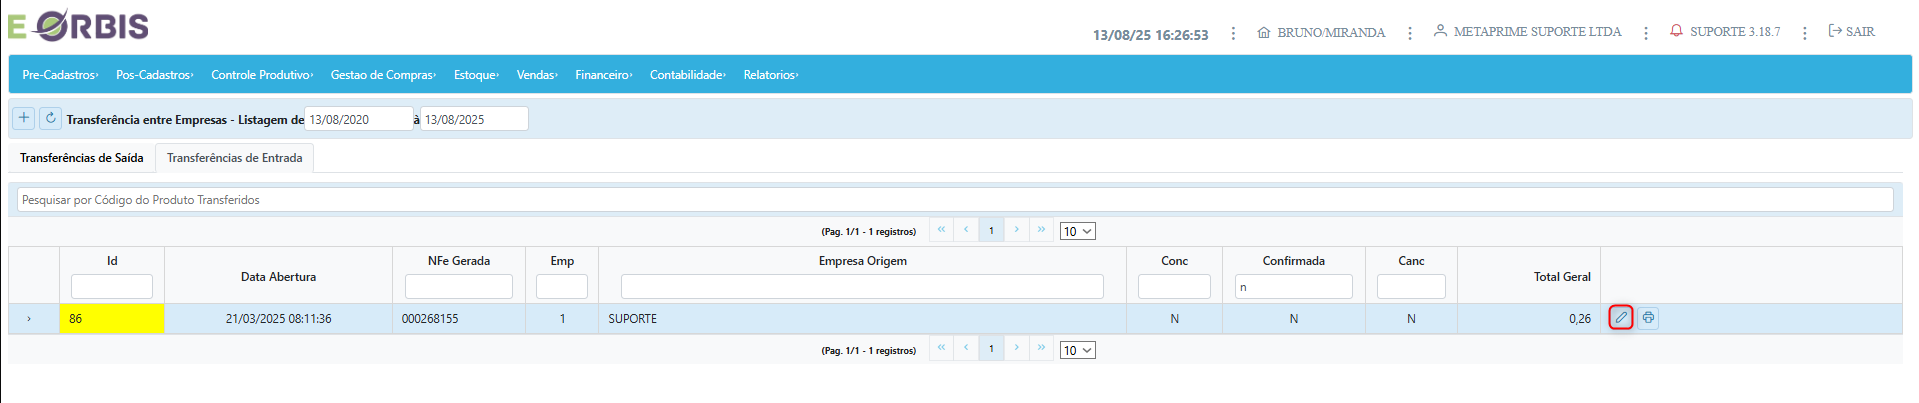 E ORBIS
13/08/25 16:26:53 BRUNO/MIRANDA METAPRIME SUPORTE LTDA SUPORTE 3.18.7 SAIR
Pre-Cadastros Pos-Cadastros Controle Produtivo Gestao de Compras Estoque Vendas Financeiro Contabilidade Relatorios
Transferência entre Empresas - Listagem de 13/08/2020 à 13/08/2025
Transferências de Saída Transferências de Entrada
Pesquisar por Código do Produto Transferidos
(Pag. 1/1 - 1 registros) « ‹ 1 › » 10
Id Data Abertura NFe Gerada Emp Empresa Origem Conc Confirmada Canc Total Geral
n
86 21/03/2025 08:11:36 000268155 1 SUPORTE N N N 0,26
(Pag. 1/1 - 1 registros) « ‹ 1 › » 10